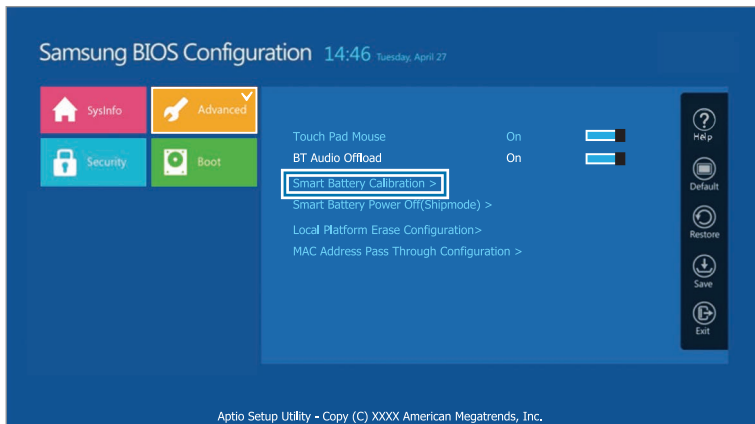 Samsung BIOS Configuration 14:46 Tuesday, April 27
SysInfo
Advanced
Security
Boot
Touch Pad Mouse On
BT Audio Offload On
Smart Battery Calibration >
Smart Battery Power Off(Shipmode) >
Local Platform Erase Configuration>
MAC Address Pass Through Configuration >
Help
Default
Restore
Save
Exit
Aptio Setup Utility - Copy (C) XXXX American Megatrends, Inc.